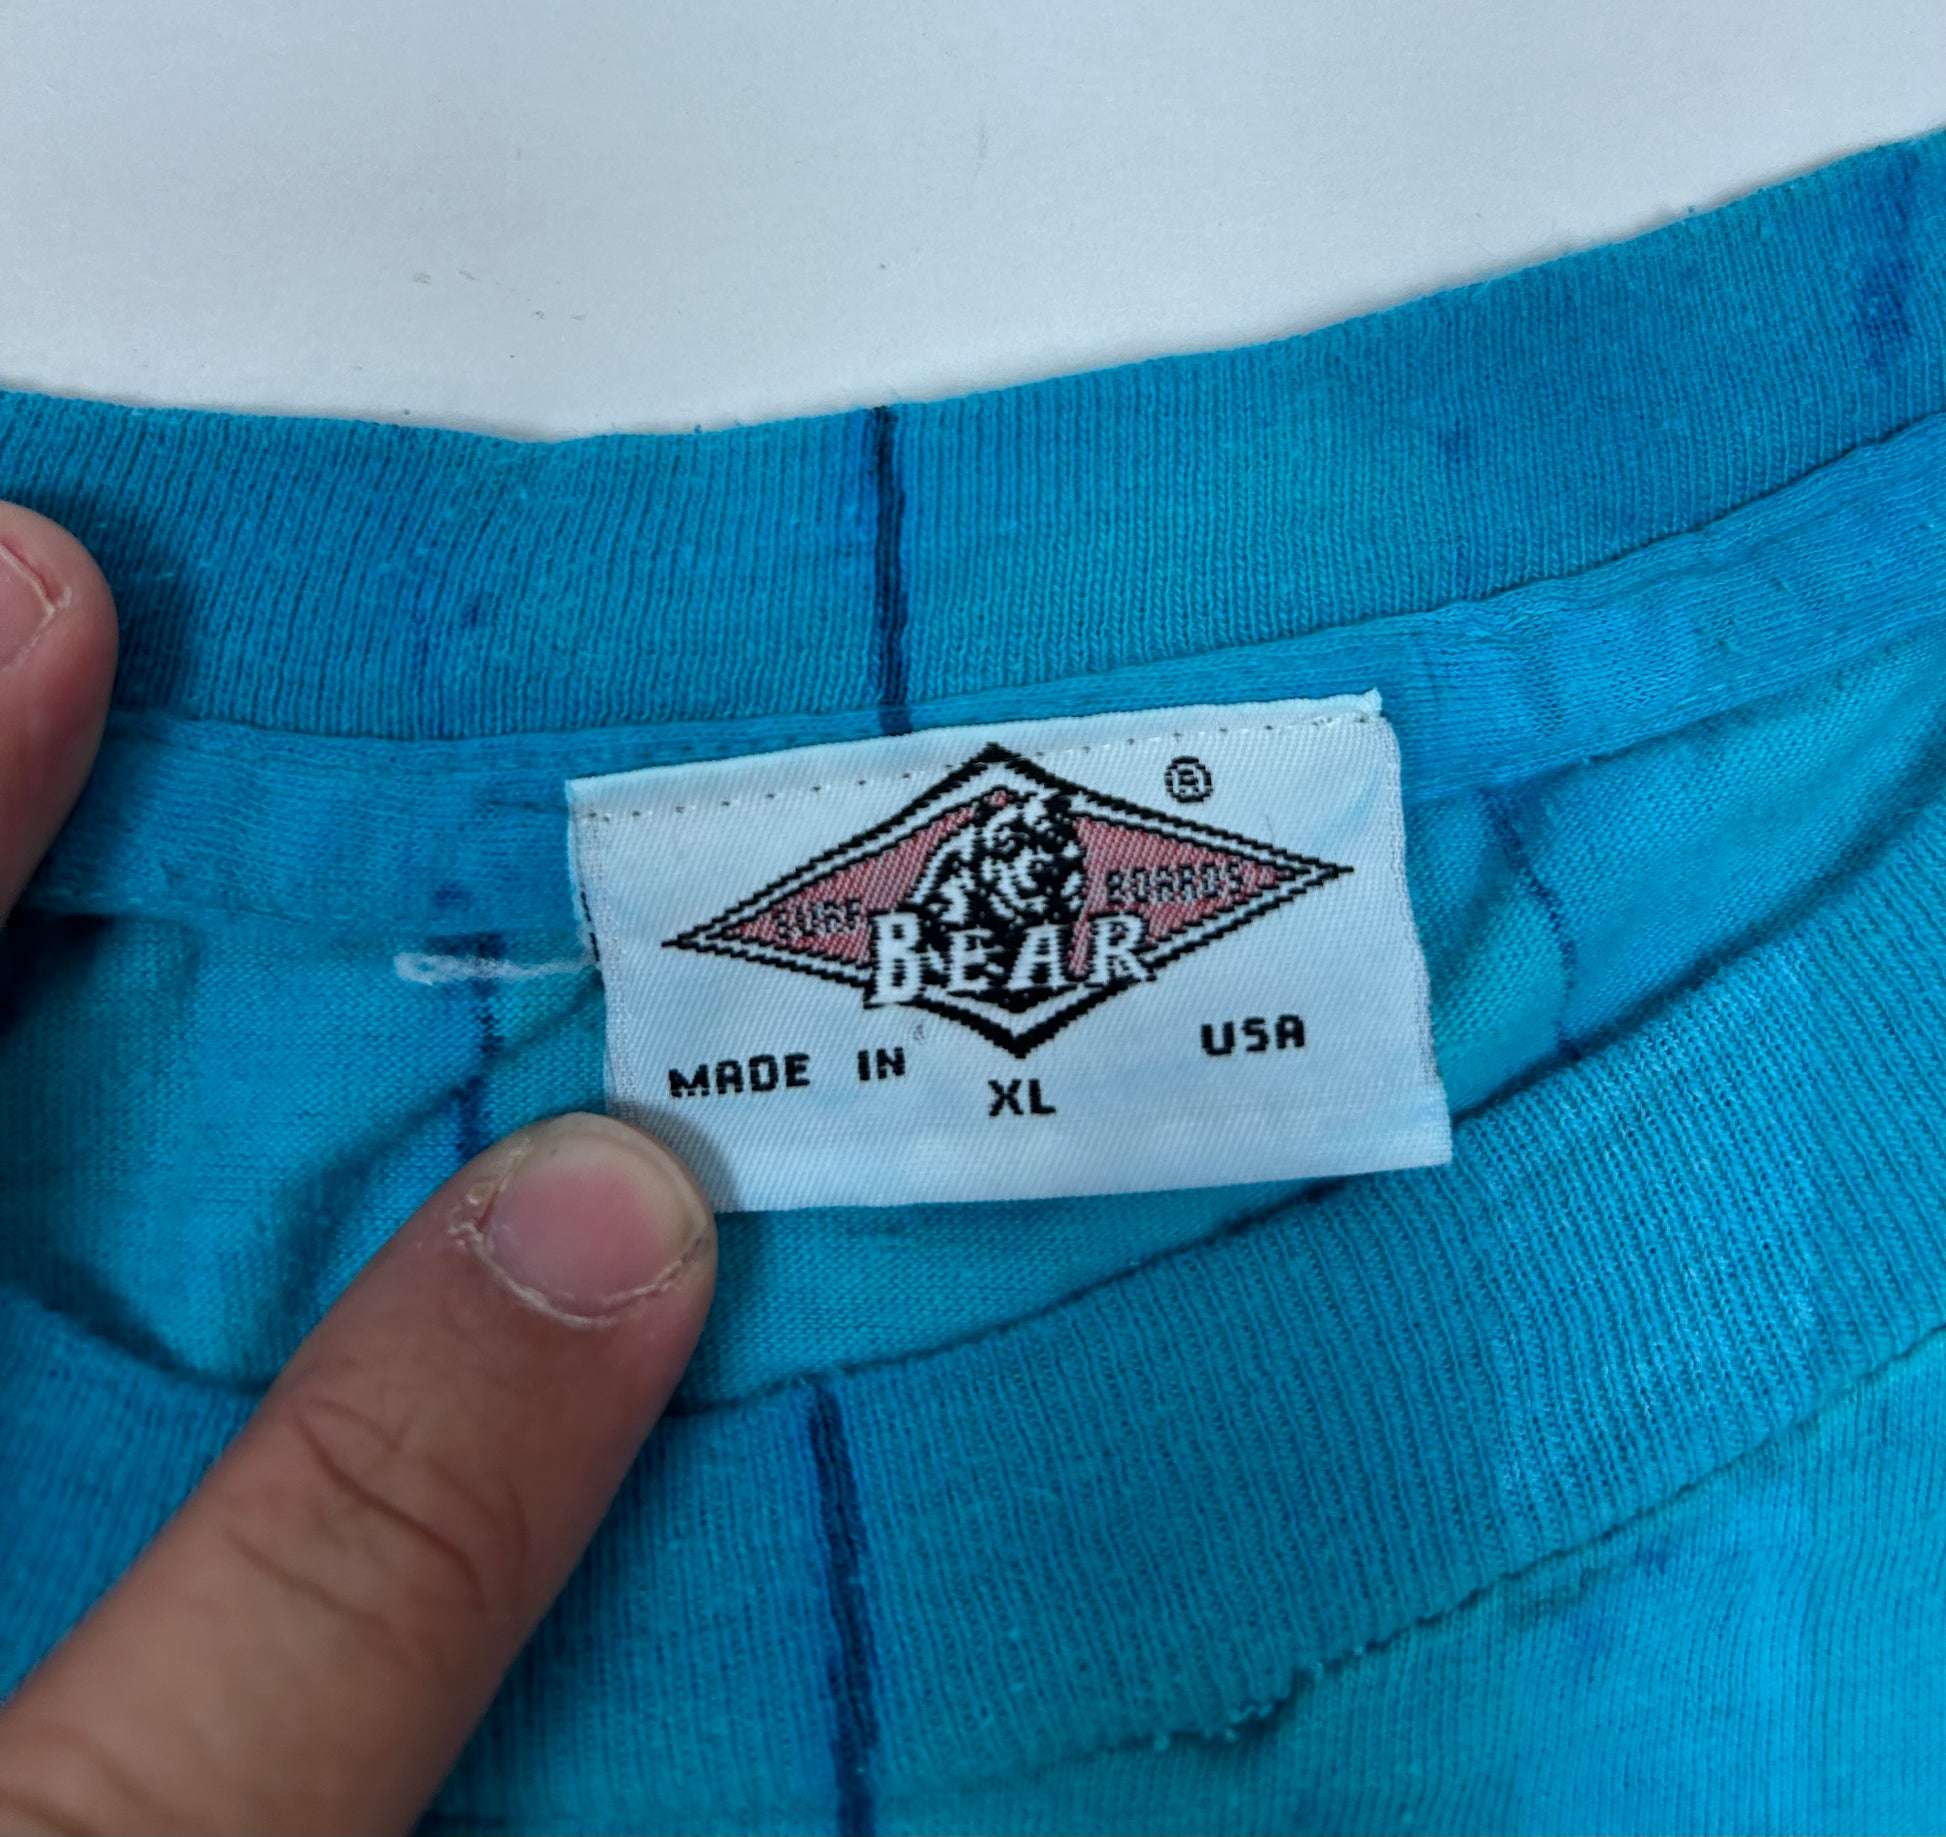 ®
SURF BOARDS
BEAR
MADE IN USA
XL